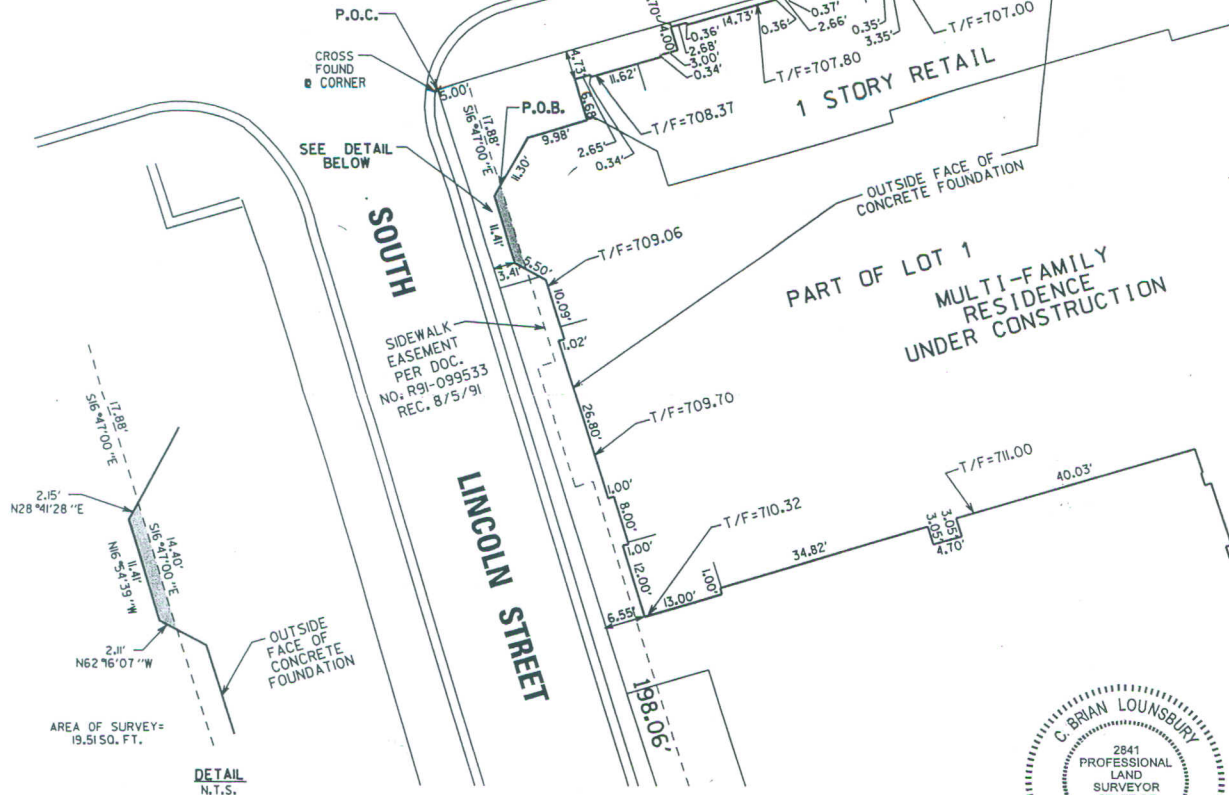 P.O.C.
CROSS
FOUND
@ CORNER
5.00'
17.88'
S16°47'00"E
P.O.B.
SEE DETAIL
BELOW
11.30'
9.98'
4.73'
6.68'
11.62'
4.00'
0.36'
2.68'
3.00'
0.34'
14.73'
0.36'
0.37'
2.66'
0.35'
3.35'
T/F=707.00
T/F=707.80
T/F=708.37
2.65'
0.34'
1 STORY RETAIL
OUTSIDE FACE OF
CONCRETE FOUNDATION
11.41'
3.41'
5.50'
T/F=709.06
10.09'
1.02'
SOUTH
LINCOLN STREET
SIDEWALK
EASEMENT
PER DOC.
NO. R91-099533
REC. 8/5/91
PART OF LOT 1
MULTI-FAMILY
RESIDENCE
UNDER CONSTRUCTION
26.80'
T/F=709.70
1.00'
8.00'
1.00'
12.00'
T/F=710.32
6.55'
13.00'
1.00'
34.82'
3.05'
3.05'
4.70'
T/F=711.00
40.03'
198.06'
17.88'
S16°47'00"E
2.15'
N28°41'28"E
14.40'
S16°47'00"E
11.41'
N16°54'39"W
2.11'
N62°16'07"W
OUTSIDE
FACE OF
CONCRETE
FOUNDATION
AREA OF SURVEY=
19.51 SQ. FT.
DETAIL
N.T.S.
C. BRIAN LOUNSBURY
2841
PROFESSIONAL
LAND
SURVEYOR